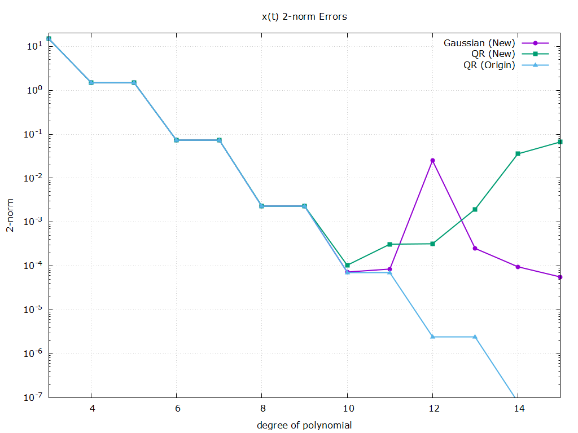 x(t) 2-norm Errors
Gaussian (New)
QR (New)
QR (Origin)
10^1
10^0
10^-1
10^-2
10^-3
10^-4
10^-5
10^-6
10^-7
2-norm
4 6 8 10 12 14
degree of polynomial